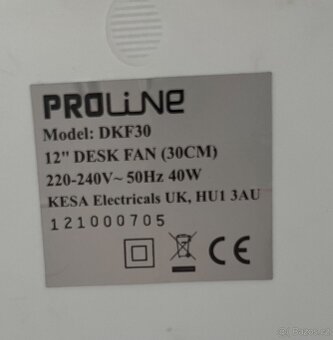 PROLINE
Model: DKF30
12" DESK FAN (30CM)
220-240V~ 50Hz 40W
KESA Electricals UK, HU1 3AU
121000705
CE